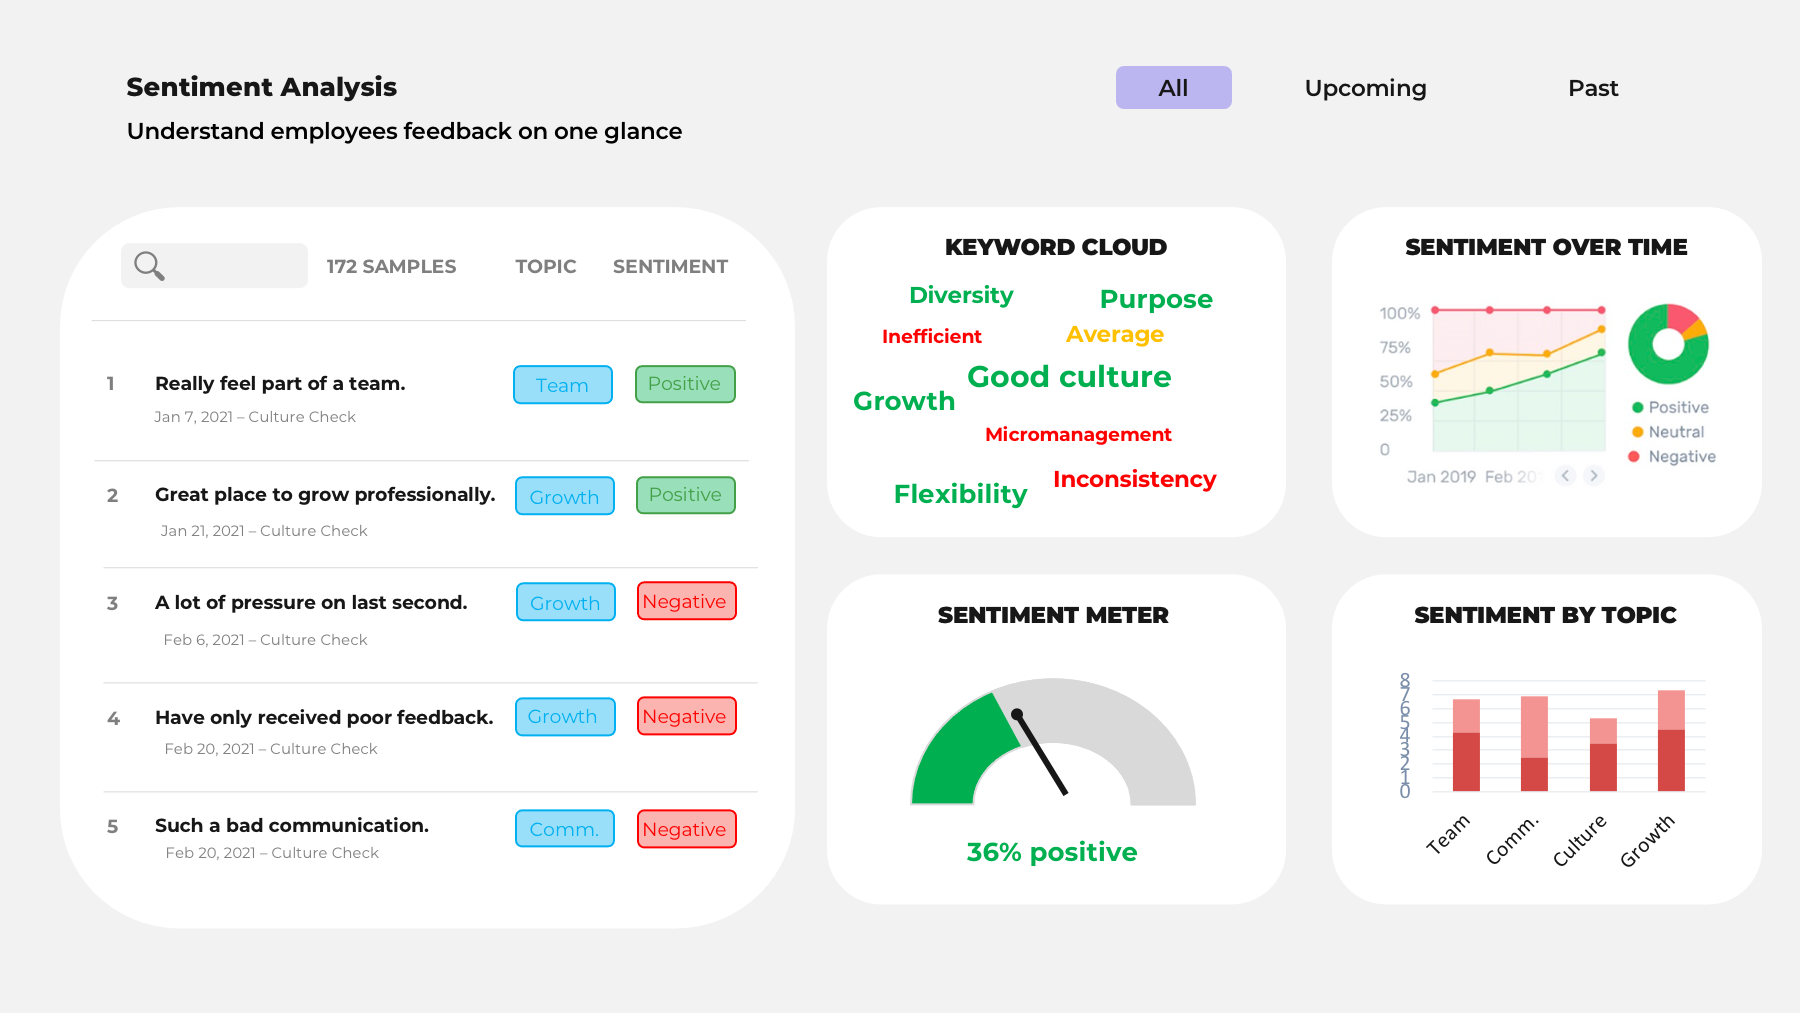 Sentiment Analysis
Understand employees feedback on one glance
All Upcoming Past
172 SAMPLES TOPIC SENTIMENT
1 Really feel part of a team. Team Positive
Jan 7, 2021 – Culture Check
2 Great place to grow professionally. Growth Positive
Jan 21, 2021 – Culture Check
3 A lot of pressure on last second. Growth Negative
Feb 6, 2021 – Culture Check
4 Have only received poor feedback. Growth Negative
Feb 20, 2021 – Culture Check
5 Such a bad communication. Comm. Negative
Feb 20, 2021 – Culture Check
KEYWORD CLOUD
Diversity
Purpose
Inefficient
Average
Good culture
Growth
Micromanagement
Inconsistency
Flexibility
SENTIMENT OVER TIME
100%
75%
50%
25%
0
Jan 2019 Feb 20
Positive
Neutral
Negative
SENTIMENT METER
36% positive
SENTIMENT BY TOPIC
8
7
6
5
4
3
2
1
0
Team
Comm.
Culture
Growth